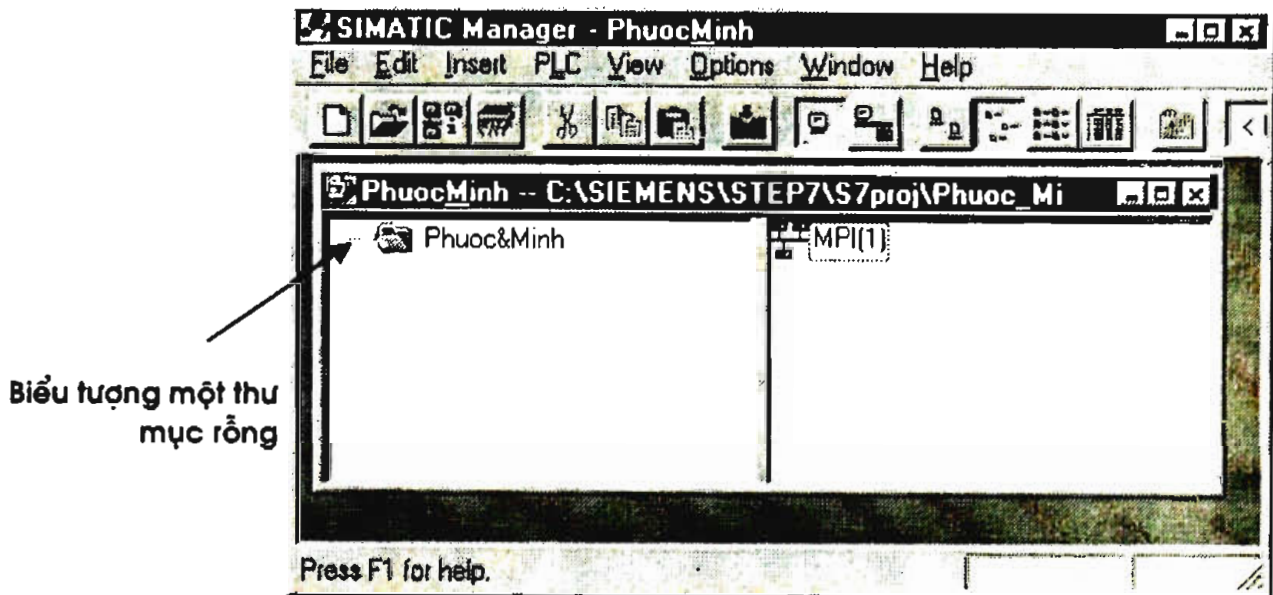 SIMATIC Manager - PhuocMinh
File Edit Insert PLC View Options Window Help
PhuocMinh -- C:\SIEMENS\STEP7\S7proj\Phuoc_Mi
Phuoc&Minh
MPI(1)
Biểu tượng một thư
mục rỗng
Press F1 for help.